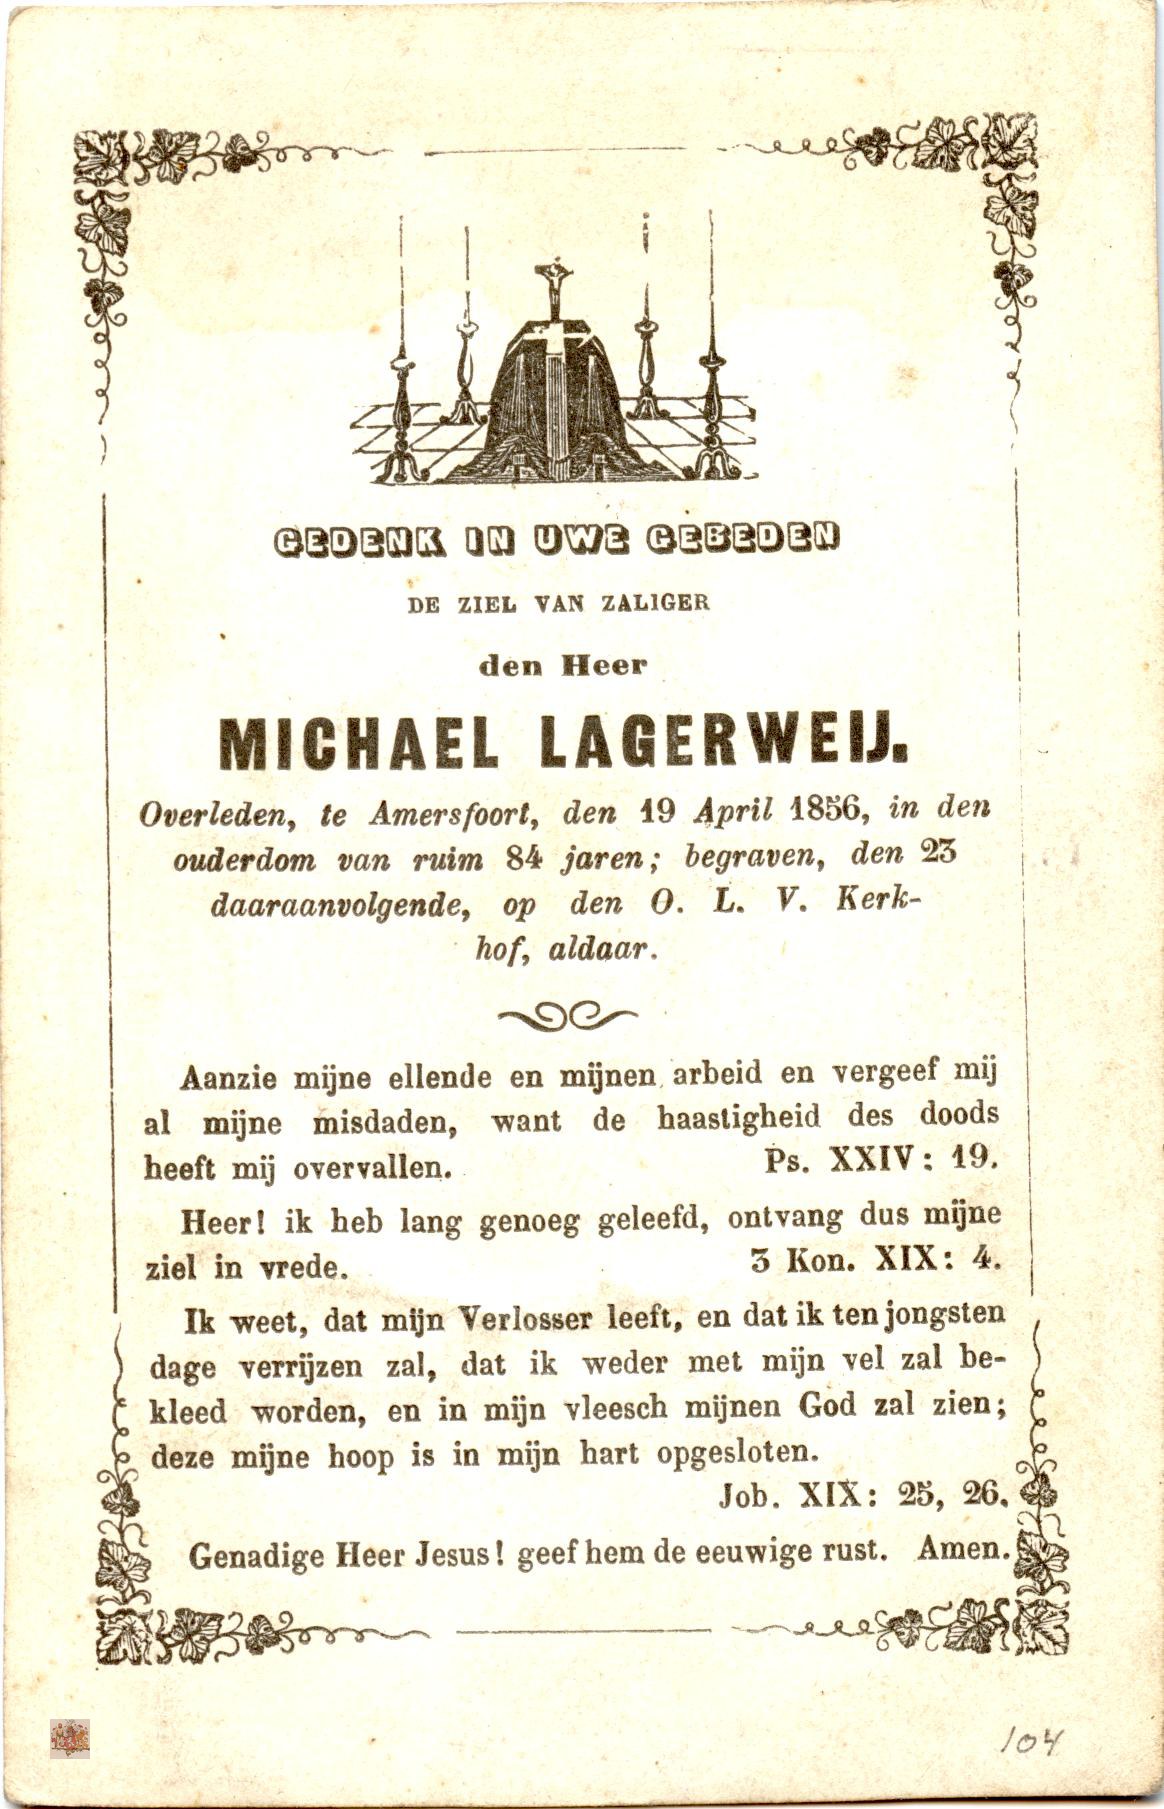 GEDENK IN UWE GEBEDEN
DE ZIEL VAN ZALIGER
den Heer
MICHAEL LAGERWEIJ.
Overleden, te Amersfoort, den 19 April 1856, in den
ouderdom van ruim 84 jaren; begraven, den 23
daaraanvolgende, op den O. L. V. Kerk-
hof, aldaar.
Aanzie mijne ellende en mijnen arbeid en vergeef mij
al mijne misdaden, want de haastigheid des doods
heeft mij overvallen. Ps. XXIV: 19.
Heer! ik heb lang genoeg geleefd, ontvang dus mijne
ziel in vrede. 3 Kon. XIX: 4.
Ik weet, dat mijn Verlosser leeft, en dat ik ten jongsten
dage verrijzen zal, dat ik weder met mijn vel zal be-
kleed worden, en in mijn vleesch mijnen God zal zien;
deze mijne hoop is in mijn hart opgesloten.
Job. XIX: 25, 26.
Genadige Heer Jesus! geef hem de eeuwige rust. Amen.
104